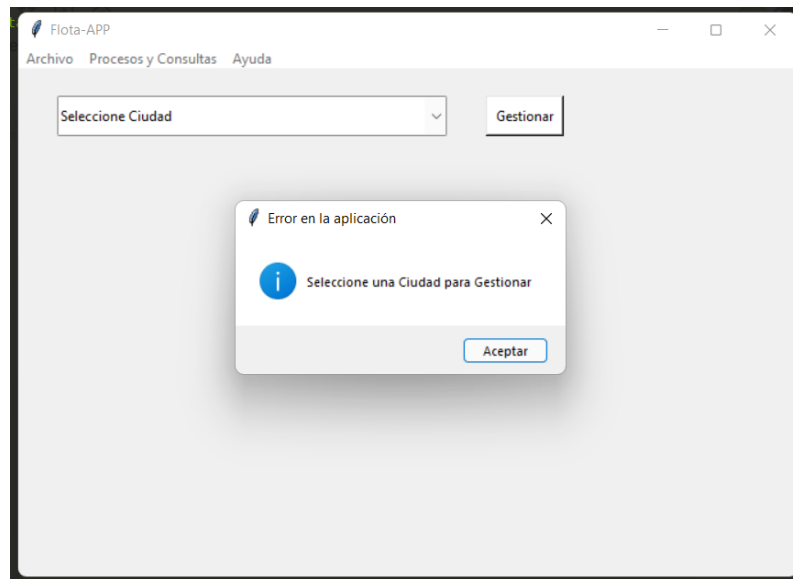 Flota-APP
Archivo Procesos y Consultas Ayuda
Seleccione Ciudad Gestionar
Error en la aplicación
Seleccione una Ciudad para Gestionar
Aceptar